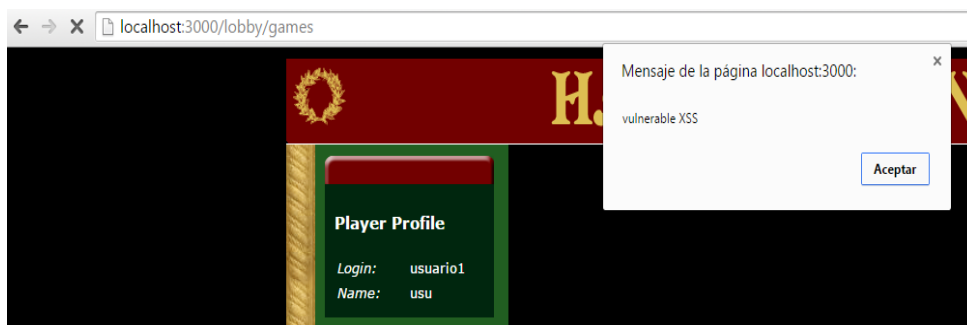 localhost:3000/lobby/games
Mensaje de la página localhost:3000:
vulnerable XSS
Aceptar
Player Profile
Login: usuario1
Name: usu